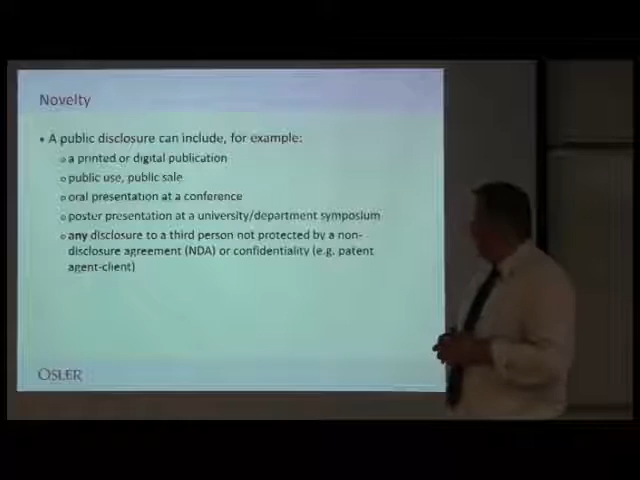 Novelty
• A public disclosure can include, for example:
o a printed or digital publication
o public use, public sale
o oral presentation at a conference
o poster presentation at a university/department symposium
o any disclosure to a third person not protected by a non-
disclosure agreement (NDA) or confidentiality (e.g. patent
agent-client)
OSLER